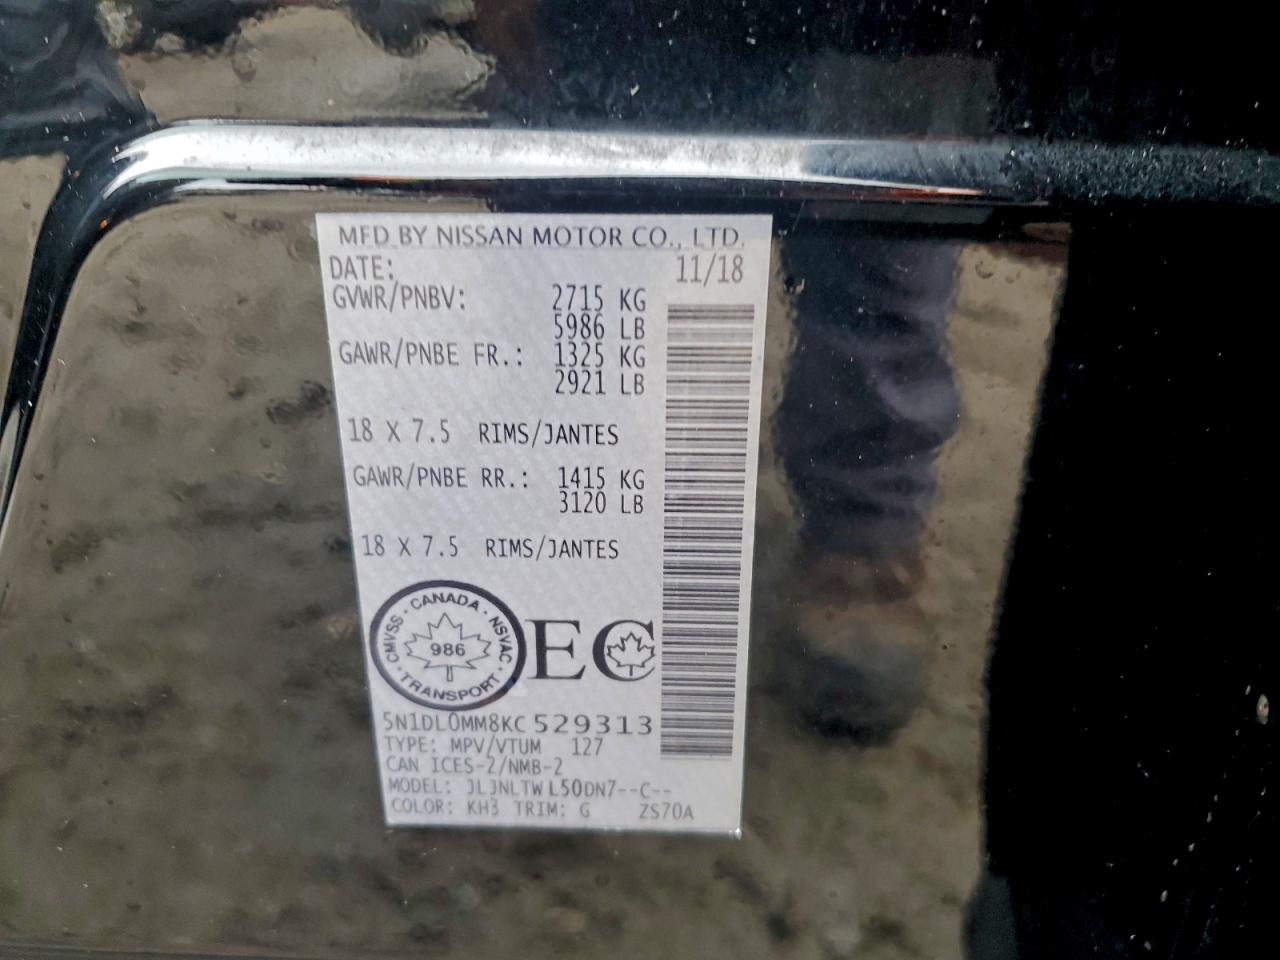 MFD BY NISSAN MOTOR CO., LTD.
DATE: 11/18
GVWR/PNBV: 2715 KG
5986 LB
GAWR/PNBE FR.: 1325 KG
2921 LB
18 X 7.5 RIMS/JANTES
GAWR/PNBE RR.: 1415 KG
3120 LB
18 X 7.5 RIMS/JANTES
CANADA · NSVAC · TRANSPORT · CMVSS ·
986
EC
5N1DL0MM8KC529313
TYPE: MPV/VTUM 127
CAN ICES-2/NMB-2
MODEL: JLJNLTWL50DN7--C--
COLOR: KH3 TRIM: G ZS70A